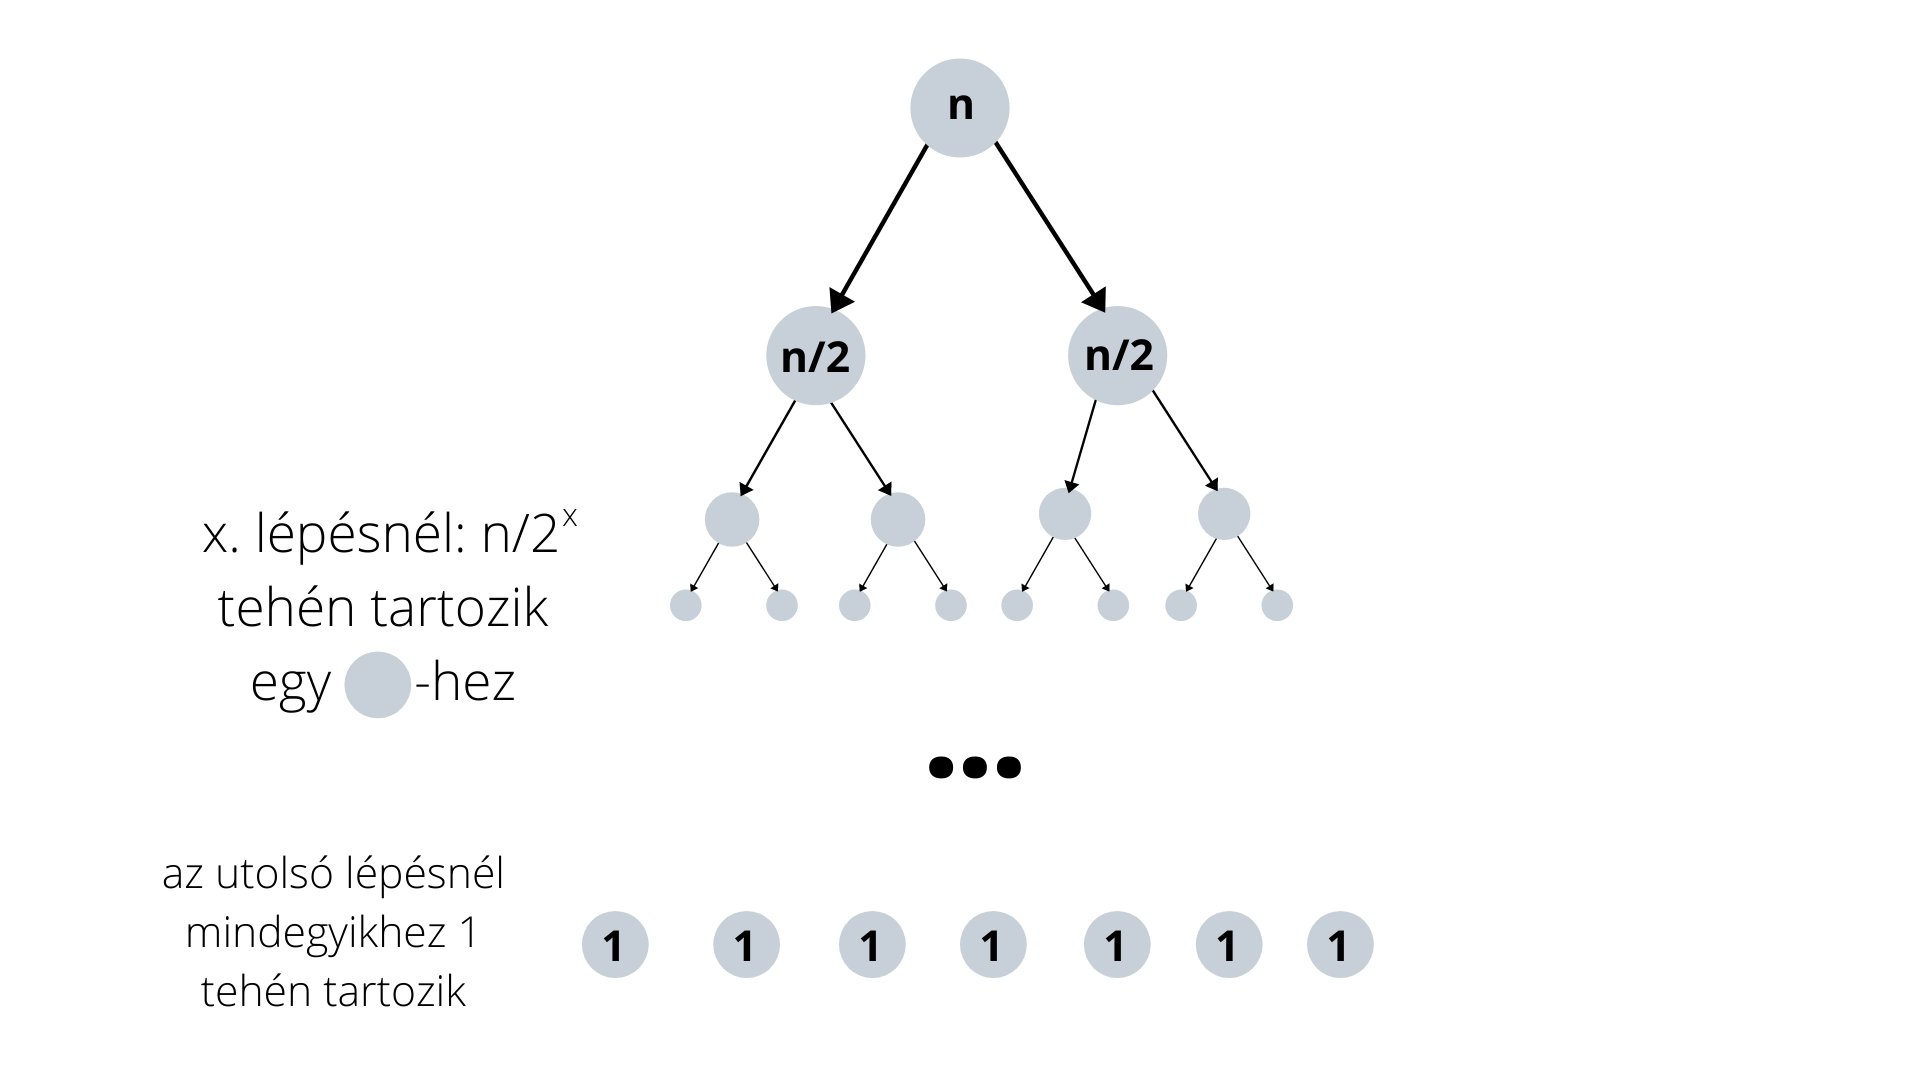 n
n/2 n/2
x. lépésnél: n/2ˣ
tehén tartozik
egy -hez
...
az utolsó lépésnél
mindegyikhez 1
tehén tartozik
1 1 1 1 1 1 1